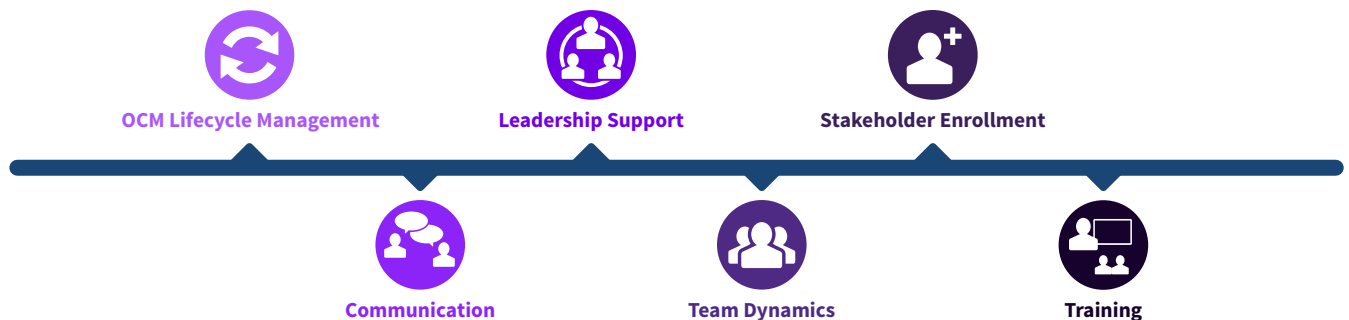 OCM Lifecycle Management
Leadership Support
Stakeholder Enrollment
Communication
Team Dynamics
Training